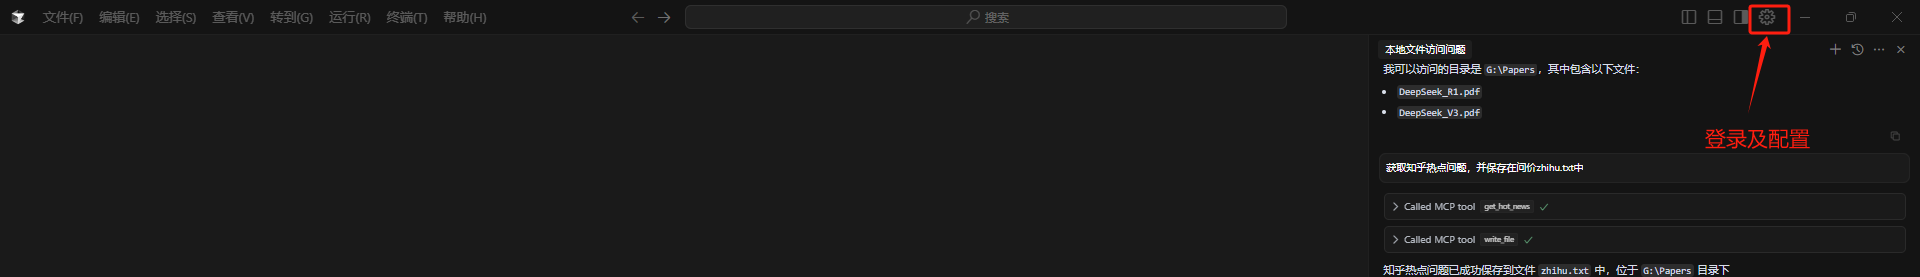 文件(F) 编辑(E) 选择(S) 查看(V) 转到(G) 运行(R) 终端(T) 帮助(H) 搜索
本地文件访问问题
我可以访问的目录是 G:\Papers，其中包含以下文件：
DeepSeek_R1.pdf
DeepSeek_V3.pdf
登录及配置
获取知乎热点问题，并保存在问价zhihu.txt中
Called MCP tool get_hot_news
Called MCP tool write_file
知乎热点问题已成功保存到文件 zhihu.txt 中，位于 G:\Papers 目录下